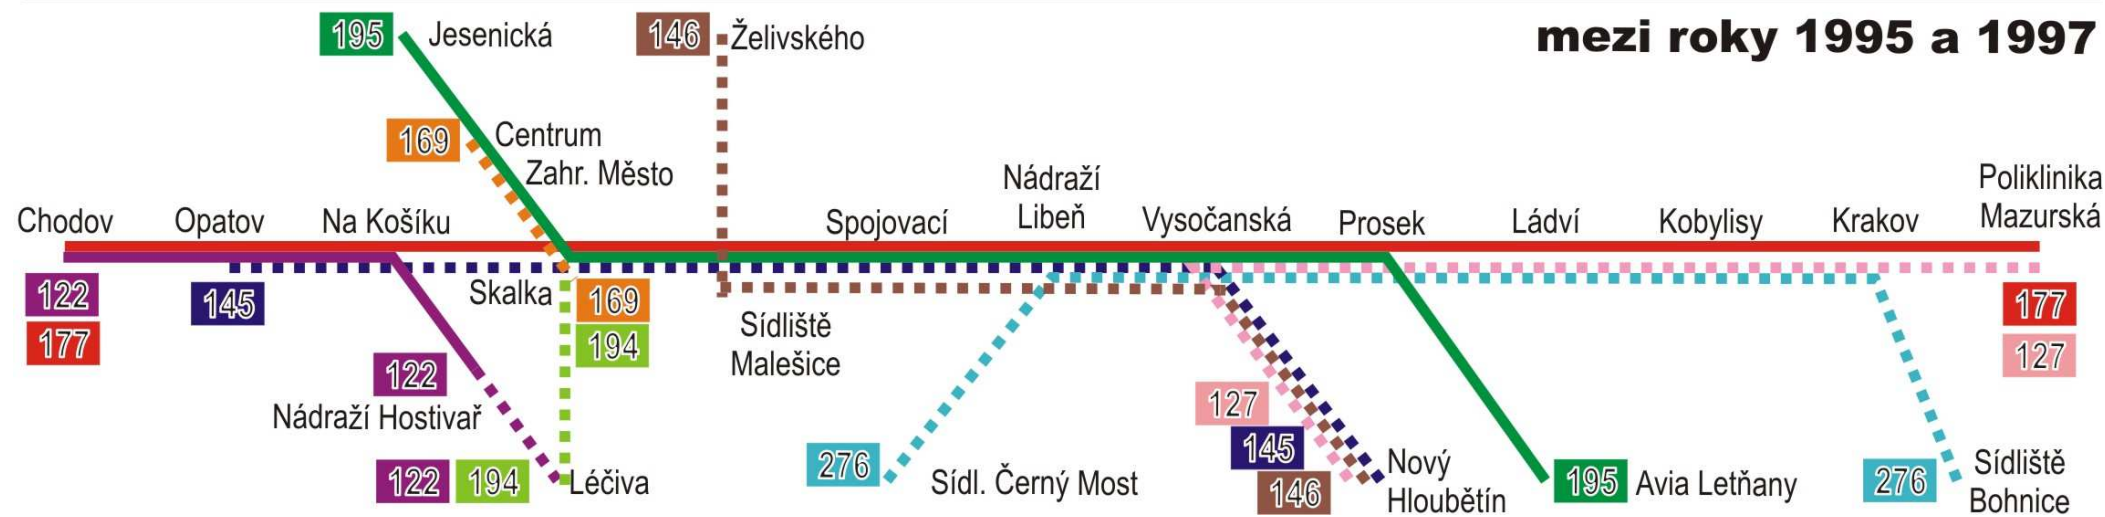 195 Jesenická
146 Želivského
mezi roky 1995 a 1997
169 Centrum
Zahr. Město
Chodov
Opatov
Na Košíku
Spojovací
Nádraží
Libeň
Vysočanská
Prosek
Ládví
Kobylisy
Krakov
Poliklinika
Mazurská
122
177
145
Skalka
169
194
Sídliště
Malešice
177
127
122
Nádraží Hostivař
122 194 Léčiva
276 Sídl. Černý Most
127
145
146
Nový
Hloubětín
195 Avia Letňany
276 Sídliště
Bohnice